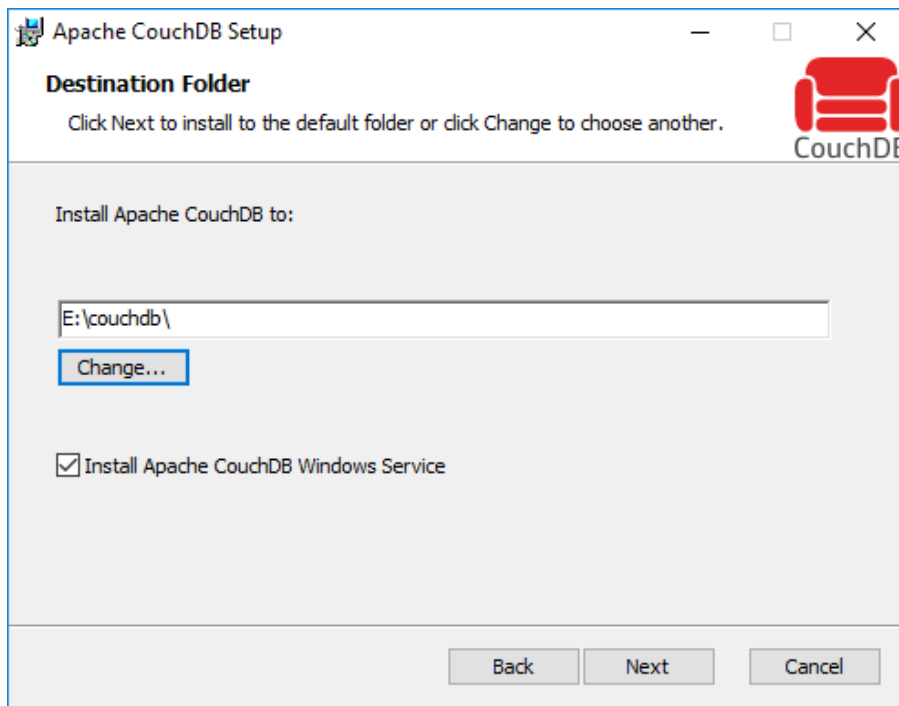 Apache CouchDB Setup
Destination Folder
Click Next to install to the default folder or click Change to choose another.
CouchDB
Install Apache CouchDB to:
E:\couchdb\
Change...
Install Apache CouchDB Windows Service
Back Next Cancel